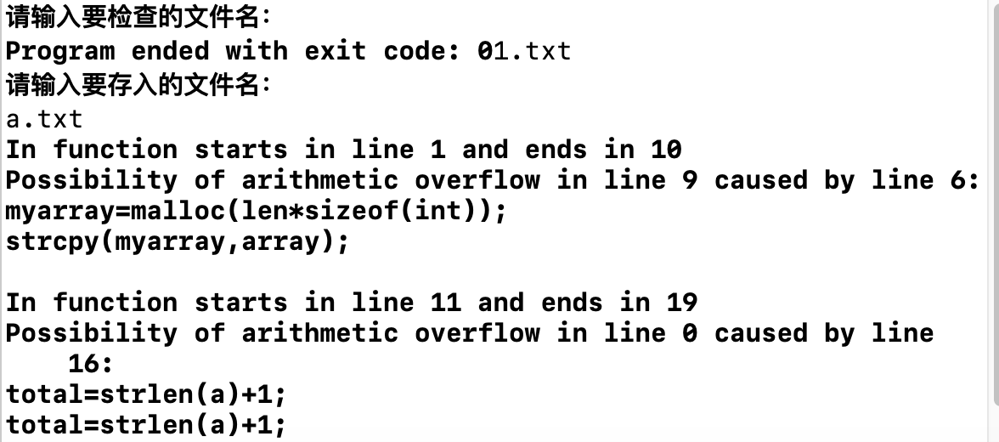 请输入要检查的文件名：
Program ended with exit code: 01.txt
请输入要存入的文件名：
a.txt
In function starts in line 1 and ends in 10
Possibility of arithmetic overflow in line 9 caused by line 6:
myarray=malloc(len*sizeof(int));
strcpy(myarray,array);
In function starts in line 11 and ends in 19
Possibility of arithmetic overflow in line 0 caused by line
16:
total=strlen(a)+1;
total=strlen(a)+1;